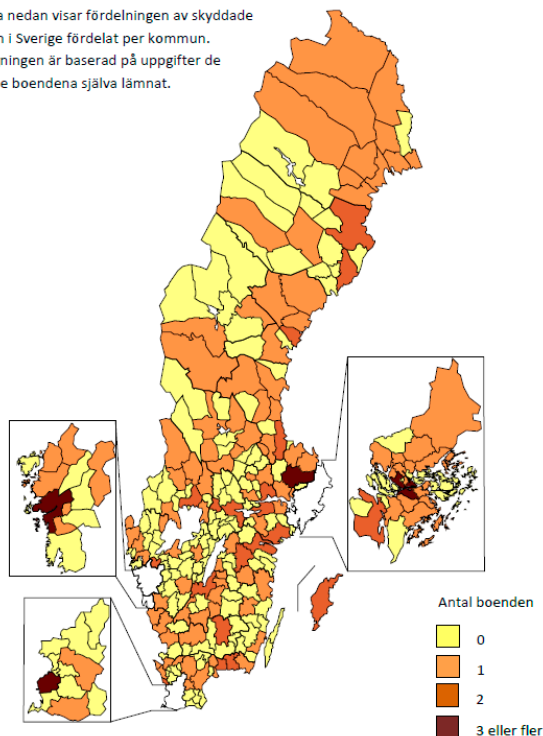 nedan visar fördelningen av skyddade
i Sverige fördelat per kommun.
ningen är baserad på uppgifter de
e boendena själva lämnat.
Antal boenden
0
1
2
3 eller fler